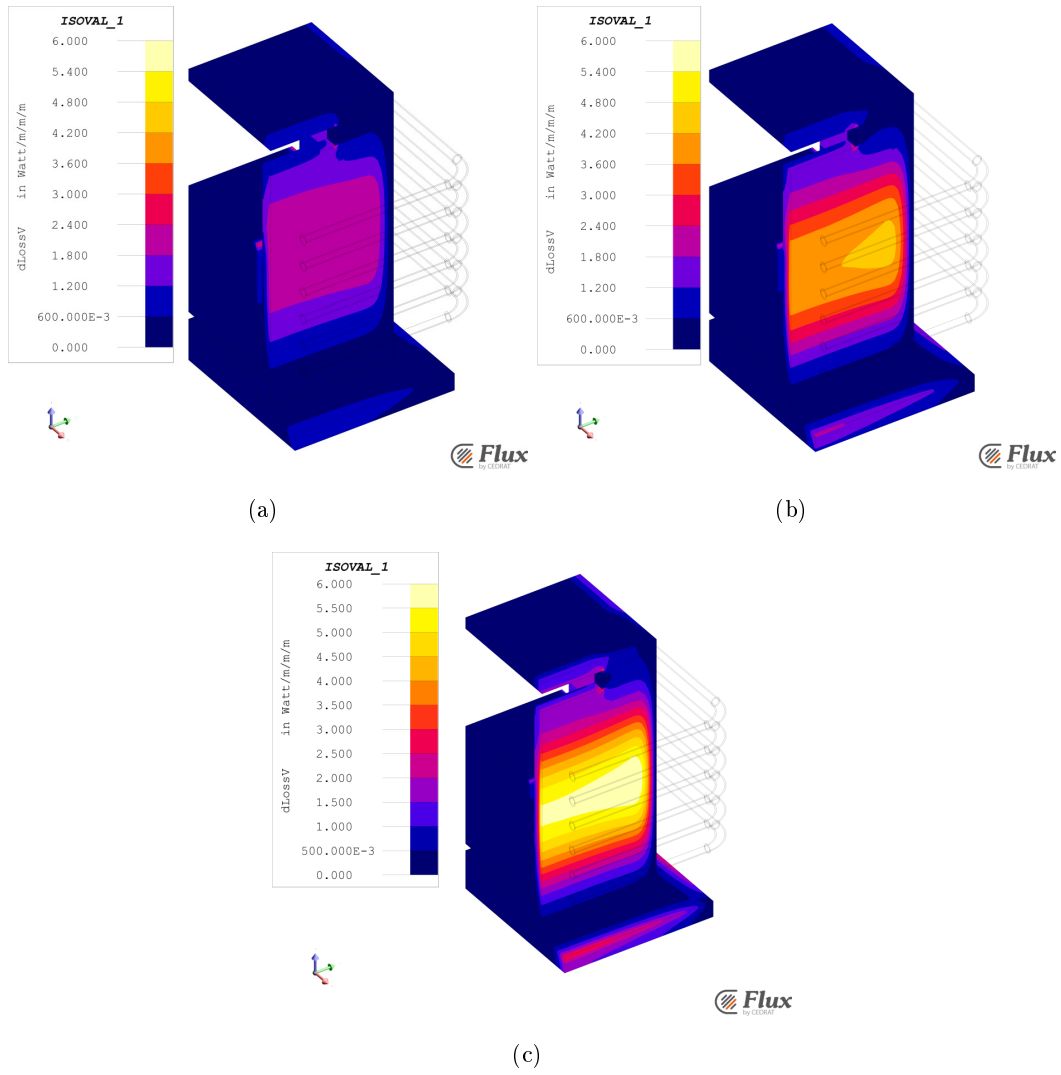 ISOVAL_1
6.000
5.400
4.800
4.200
3.600
3.000
2.400
1.800
1.200
600.000E-3
0.000
dLossV in Watt/m/m/m
Flux
by CEDRAT
(a)
ISOVAL_1
6.000
5.400
4.800
4.200
3.600
3.000
2.400
1.800
1.200
600.000E-3
0.000
dLossV in Watt/m/m/m
Flux
by CEDRAT
(b)
ISOVAL_1
6.000
5.500
5.000
4.500
4.000
3.500
3.000
2.500
2.000
1.500
1.000
500.000E-3
0.000
dLossV in Watt/m/m/m
Flux
by CEDRAT
(c)